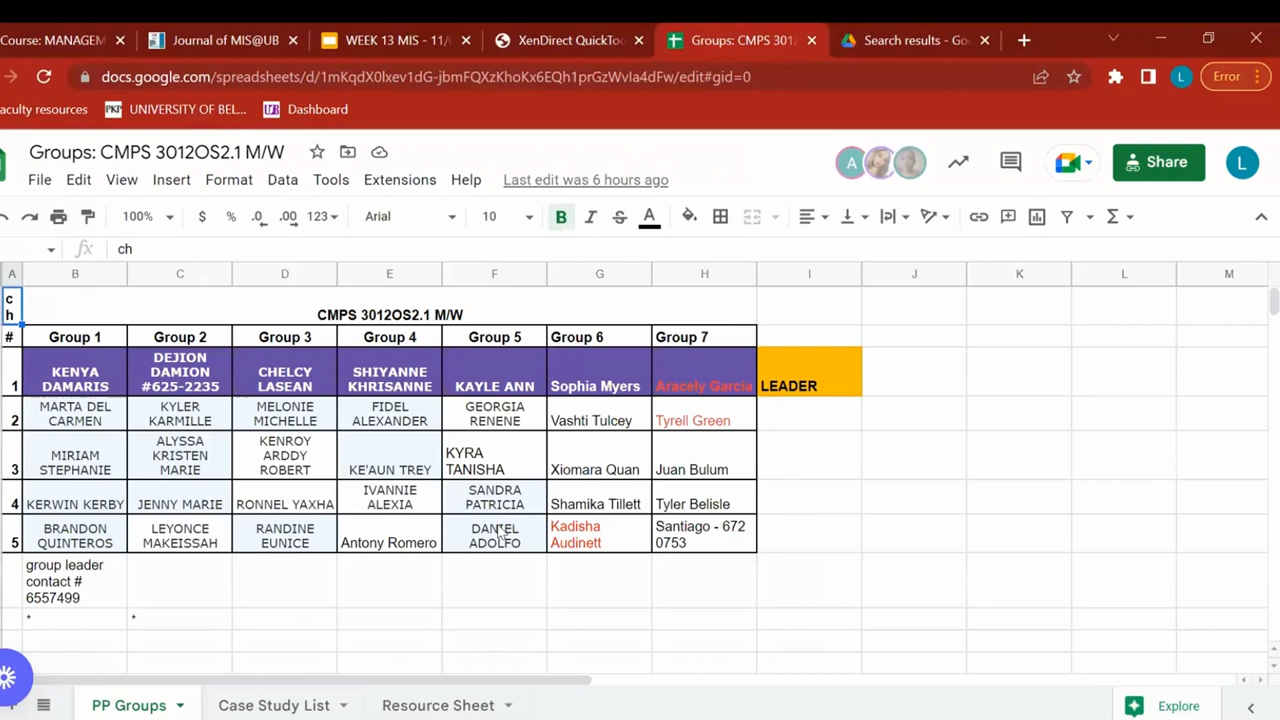 Course: MANAGEM
Journal of MIS@UB
WEEK 13 MIS - 11/
XenDirect QuickToo
Groups: CMPS 301
Search results - Go
docs.google.com/spreadsheets/d/1mKqdX0lxev1dG-jbmFQXzKhoKx6EQh1prGzWvIa4dFw/edit#gid=0
L
Error
aculty resources
PKP
UNIVERSITY OF BEL...
Dashboard
Groups: CMPS 3012OS2.1 M/W
A
Share
L
File Edit View Insert Format Data Tools Extensions Help Last edit was 6 hours ago
100% $ % .0 .00 123 Arial 10 B I S A
fx ch
A B C D E F G H I J K L M
c
h
CMPS 3012OS2.1 M/W
# Group 1 Group 2 Group 3 Group 4 Group 5 Group 6 Group 7
1
KENYA
DAMARIS
DEJION
DAMION
#625-2235
CHELCY
LASEAN
SHIYANNE
KHRISANNE
KAYLE ANN
Sophia Myers
Aracely Garcia
LEADER
2
MARTA DEL
CARMEN
KYLER
KARMILLE
MELONIE
MICHELLE
FIDEL
ALEXANDER
GEORGIA
RENENE
Vashti Tulcey
Tyrell Green
3
MIRIAM
STEPHANIE
ALYSSA
KRISTEN
MARIE
KENROY
ARDDY
ROBERT
KE'AUN TREY
KYRA
TANISHA
Xiomara Quan
Juan Bulum
4
KERWIN KERBY
JENNY MARIE
RONNEL YAXHA
IVANNIE
ALEXIA
SANDRA
PATRICIA
Shamika Tillett
Tyler Belisle
5
BRANDON
QUINTEROS
LEYONCE
MAKEISSAH
RANDINE
EUNICE
Antony Romero
DANIEL
ADOLFO
Kadisha
Audinett
Santiago - 672
0753
group leader
contact #
6557499
* *
PP Groups Case Study List Resource Sheet
Explore